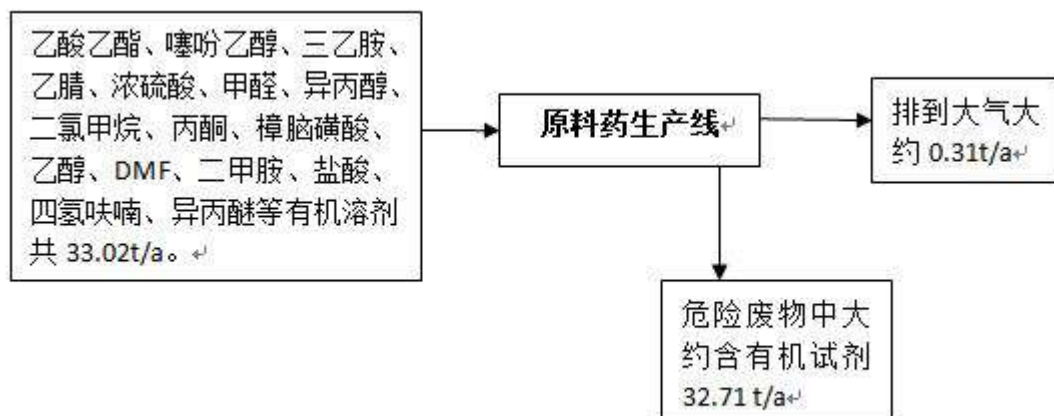 乙酸乙酯、噻吩乙醇、三乙胺、
乙腈、浓硫酸、甲醛、异丙醇、
二氯甲烷、丙酮、樟脑磺酸、
乙醇、DMF、二甲胺、盐酸、
四氢呋喃、异丙醚等有机溶剂
共 33.02t/a。↵
原料药生产线↵
排到大气大
约 0.31t/a↵
危险废物中大
约含有机试剂
32.71 t/a↵